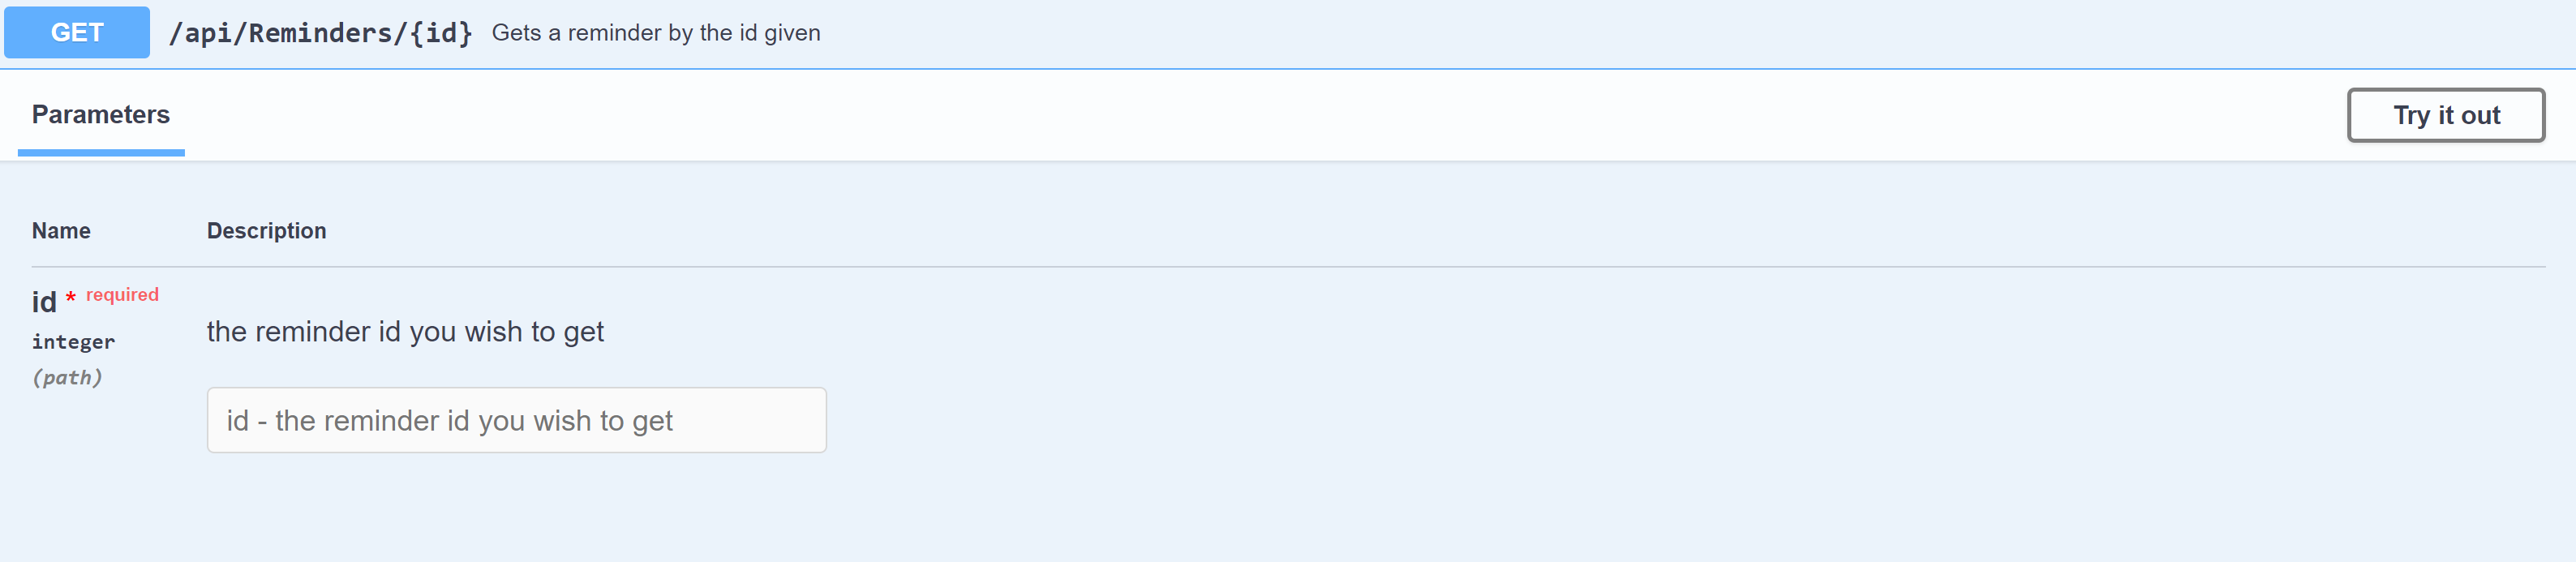 GET /api/Reminders/{id} Gets a reminder by the id given
Parameters
Try it out
Name Description
id * required
integer
(path)
the reminder id you wish to get
id - the reminder id you wish to get